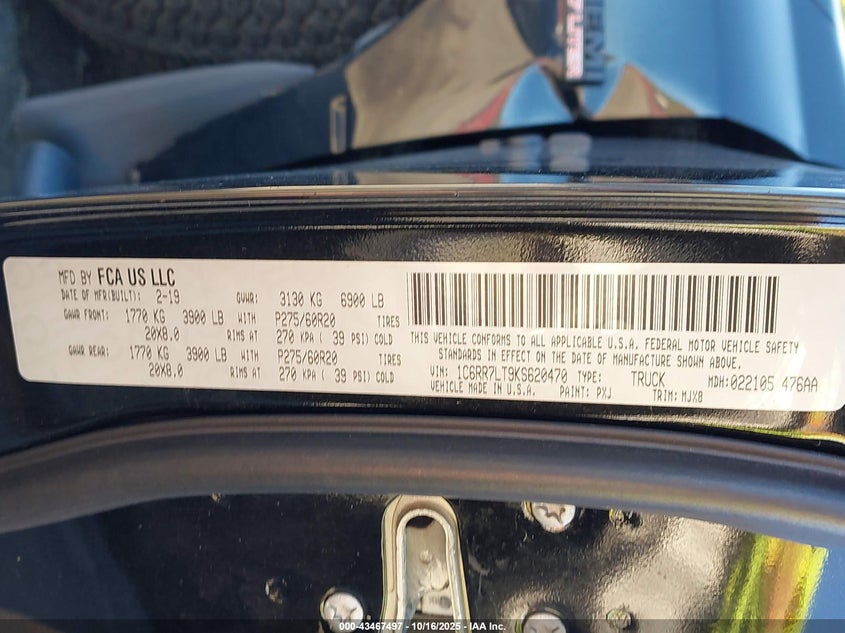 HEMI
MFD BY FCA US LLC
DATE OF MFR(BUILT): 2-19 GVWR: 3130 KG 6900 LB
GAWR FRONT: 1770 KG 3900 LB WITH P275/60R20 TIRES
20X8.0 RIMS AT 270 KPA ( 39 PSI) COLD
GAWR REAR: 1770 KG 3900 LB WITH P275/60R20 TIRES
20X8.0 RIMS AT 270 KPA ( 39 PSI) COLD
THIS VEHICLE CONFORMS TO ALL APPLICABLE U.S.A. FEDERAL MOTOR VEHICLE SAFETY
STANDARDS IN EFFECT ON THE DATE OF MANUFACTURE SHOWN ABOVE.
VIN: 1C6RR7LT9KS620470 TYPE: TRUCK MDH:022105 476AA
VEHICLE MADE IN U.S.A. PAINT: PXJ TRIM: MJX8
000-43467497 - 10/16/2025 - IAA Inc.